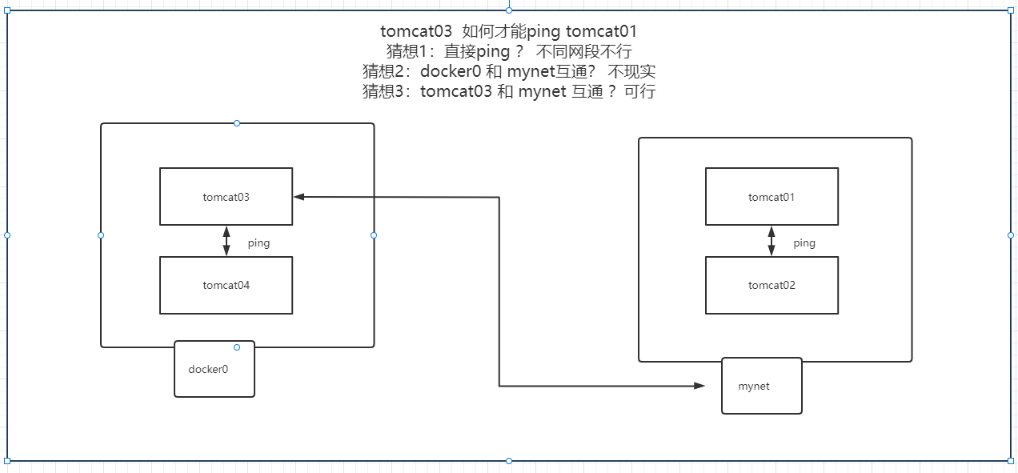 tomcat03 如何才能ping tomcat01
猜想1：直接ping ？ 不同网段不行
猜想2：docker0 和 mynet互通？ 不现实
猜想3：tomcat03 和 mynet 互通 ？可行
tomcat03
ping
tomcat04
docker0
tomcat01
ping
tomcat02
mynet